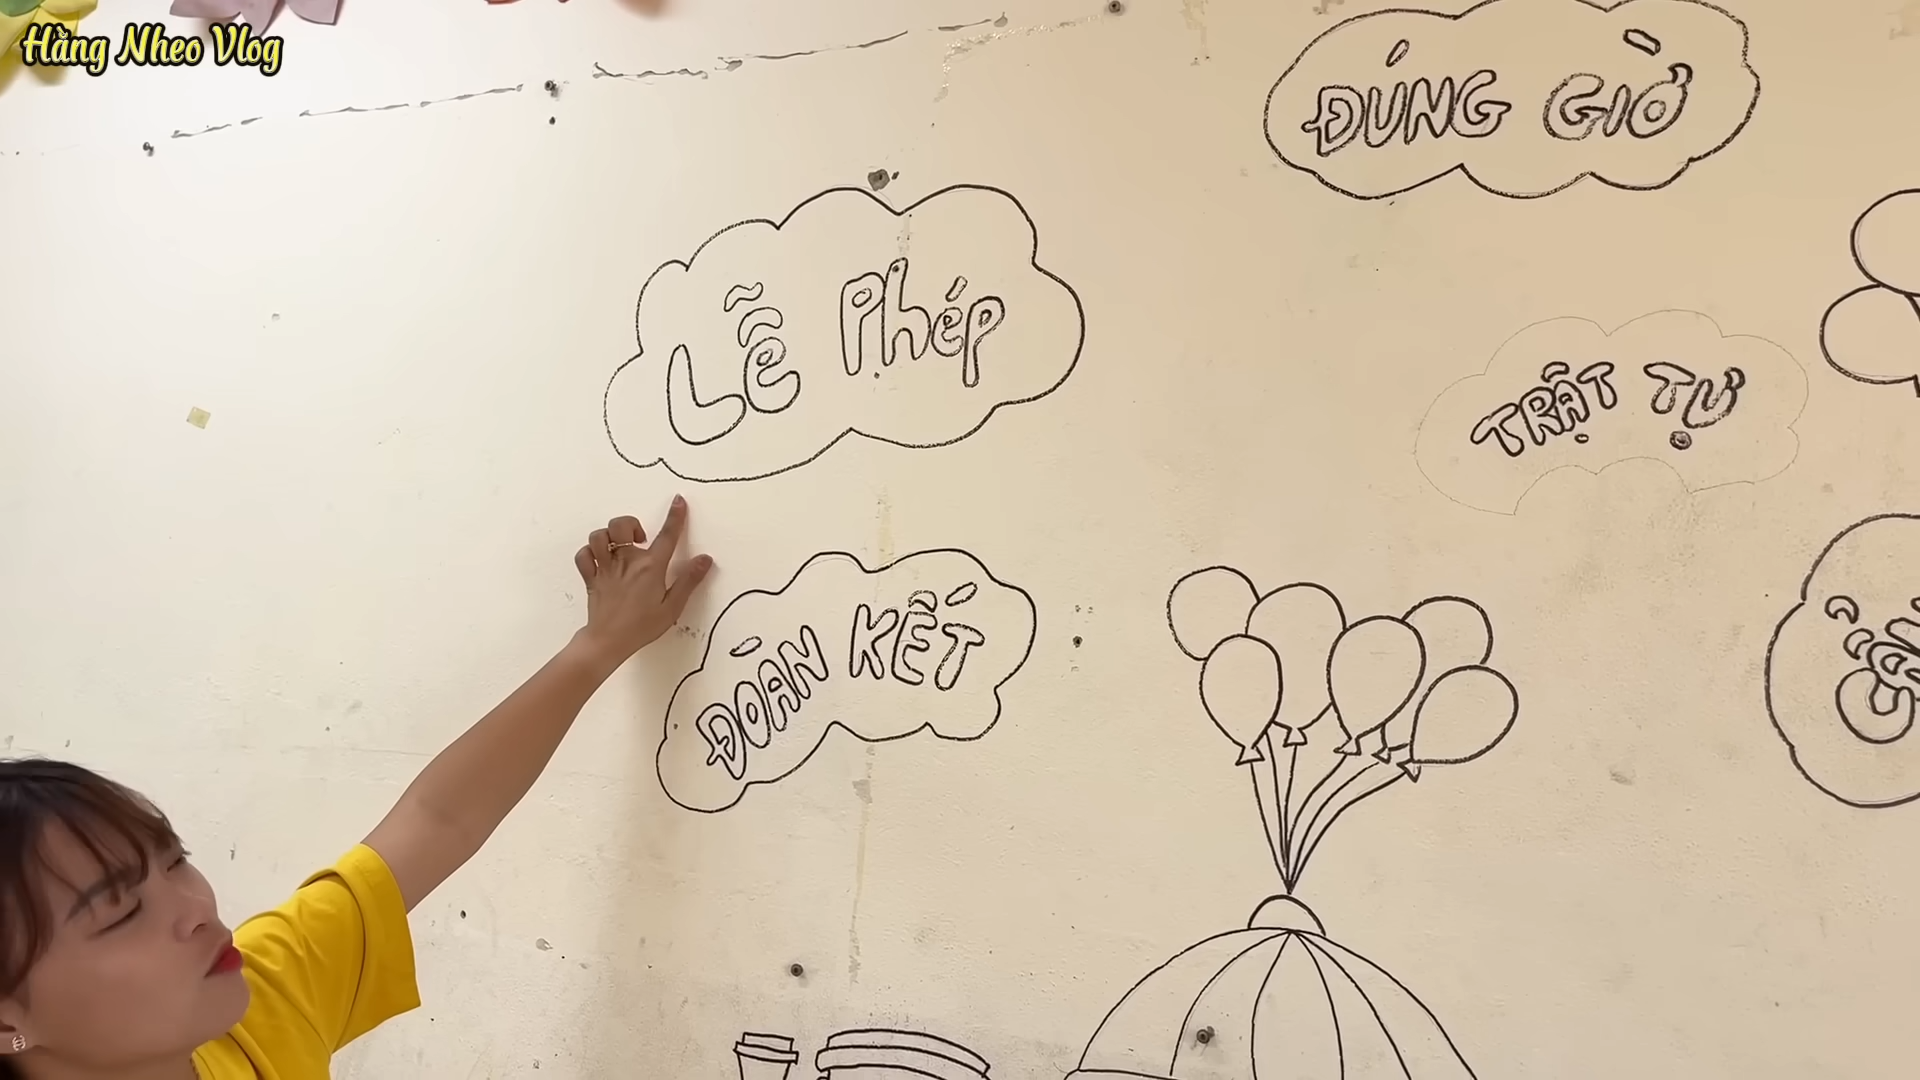 Hằng Nheo Vlog
ĐÚNG GIỜ
LỄ Phép
TRẬT TỰ
ĐOÀN KẾT